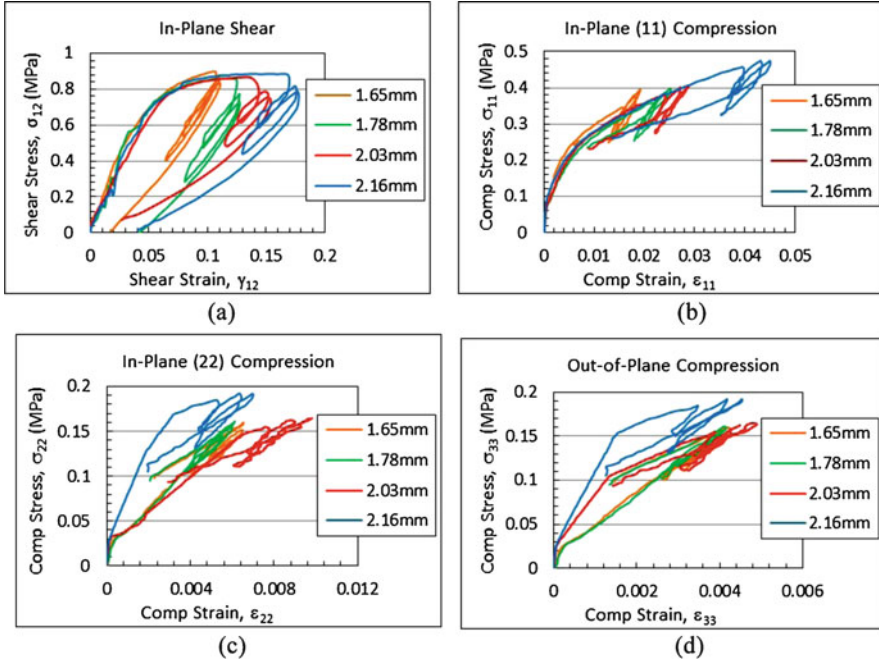 In-Plane Shear
Shear Stress, σ12 (MPa)
1
0.8
0.6
0.4
0.2
0
0 0.05 0.1 0.15 0.2
Shear Strain, γ12
1.65mm
1.78mm
2.03mm
2.16mm
(a)
In-Plane (11) Compression
Comp Stress, σ11 (MPa)
0.5
0.4
0.3
0.2
0.1
0
0 0.01 0.02 0.03 0.04 0.05
Comp Strain, ε11
1.65mm
1.78mm
2.03mm
2.16mm
(b)
In-Plane (22) Compression
Comp Stress, σ22 (MPa)
0.2
0.15
0.1
0.05
0
0 0.004 0.008 0.012
Comp Strain, ε22
1.65mm
1.78mm
2.03mm
2.16mm
(c)
Out-of-Plane Compression
Comp Stress, σ33 (MPa)
0.2
0.15
0.1
0.05
0
0 0.002 0.004 0.006
Comp Strain, ε33
1.65mm
1.78mm
2.03mm
2.16mm
(d)